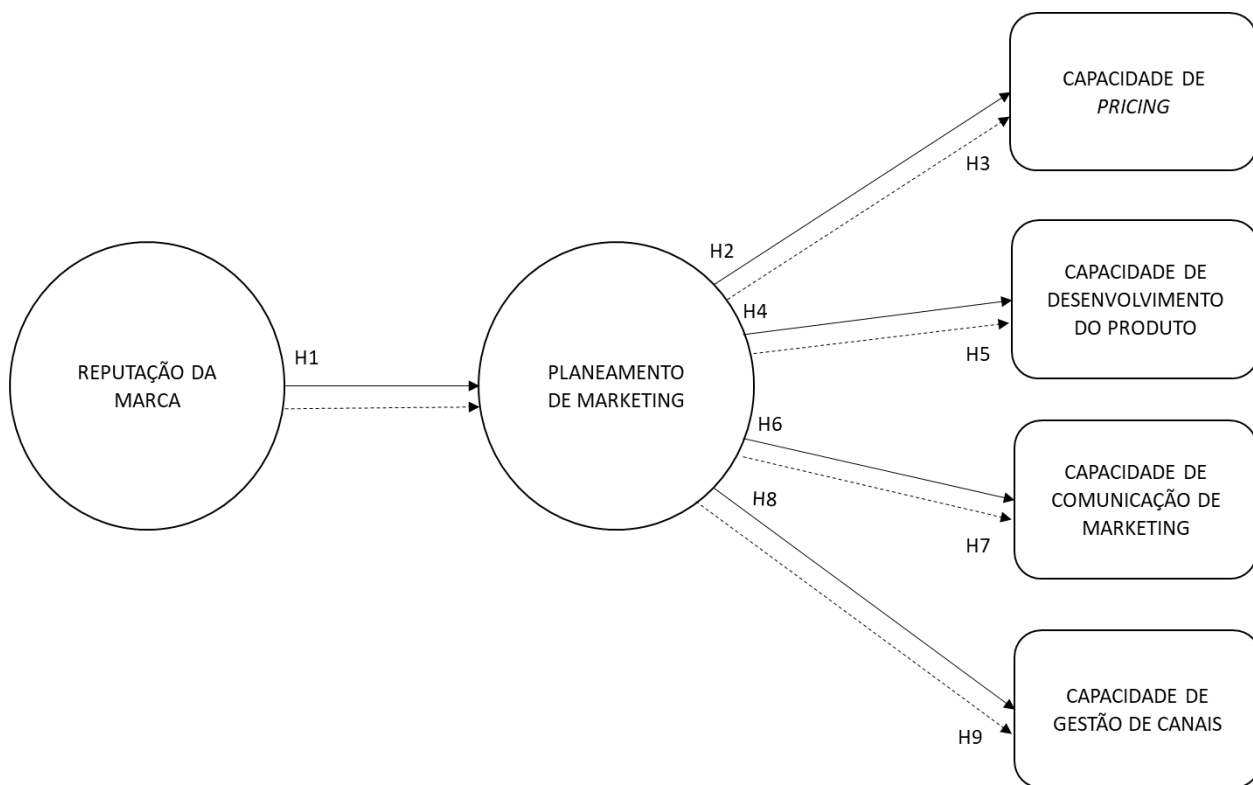 CAPACIDADE DE
PRICING
H3
H2
CAPACIDADE DE
DESENVOLVIMENTO
DO PRODUTO
H4
H5
H1
REPUTAÇÃO DA
MARCA
PLANEAMENTO
DE MARKETING
H6
CAPACIDADE DE
COMUNICAÇÃO DE
MARKETING
H8
H7
CAPACIDADE DE
GESTÃO DE CANAIS
H9